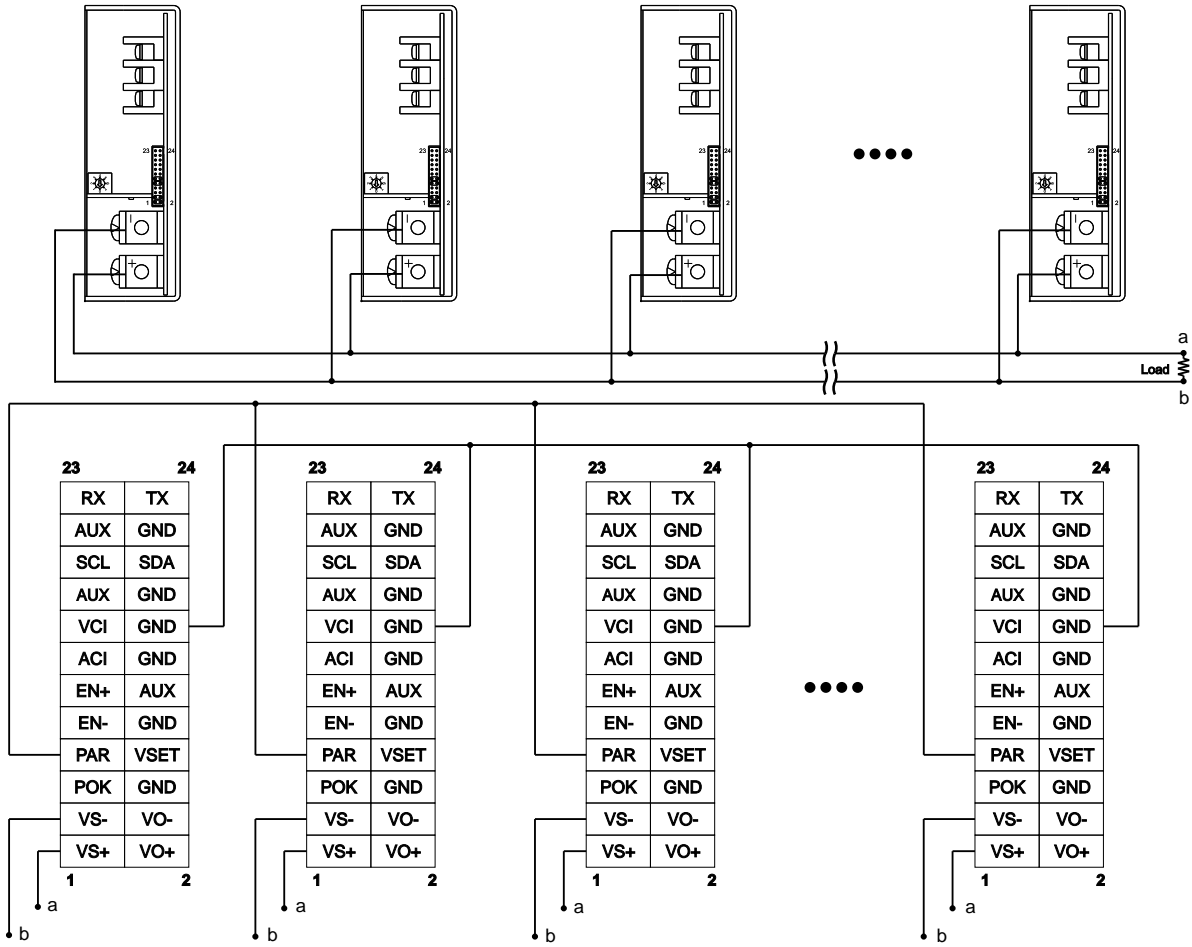 23 24 23 24 23 24 23 24
- - - -
1 2 1 2 1 2 1 2
+ + + +
a
Load
b
23 24 23 24 23 24 23 24
RX TX RX TX RX TX RX TX
AUX GND AUX GND AUX GND AUX GND
SCL SDA SCL SDA SCL SDA SCL SDA
AUX GND AUX GND AUX GND AUX GND
VCI GND VCI GND VCI GND VCI GND
ACI GND ACI GND ACI GND ACI GND
EN+ AUX EN+ AUX EN+ AUX EN+ AUX
EN- GND EN- GND EN- GND EN- GND
PAR VSET PAR VSET PAR VSET PAR VSET
POK GND POK GND POK GND POK GND
VS- VO- VS- VO- VS- VO- VS- VO-
VS+ VO+ VS+ VO+ VS+ VO+ VS+ VO+
1 2 1 2 1 2 1 2
a a a a
b b b b